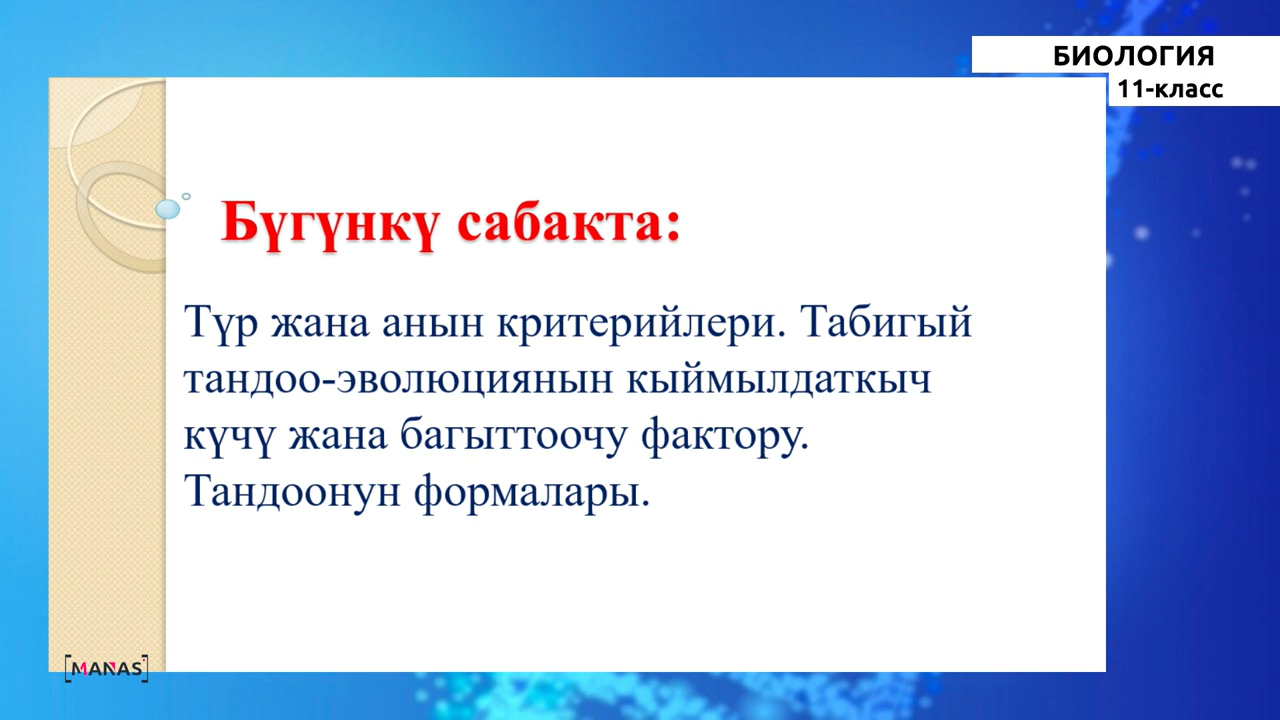 БИОЛОГИЯ
11-класс
Бүгүнкү сабакта:
Түр жана анын критерийлери. Табигый
тандоо-эволюциянын кыймылдаткыч
күчү жана багыттоочу фактору.
Тандоонун формалары.
[MANAS]